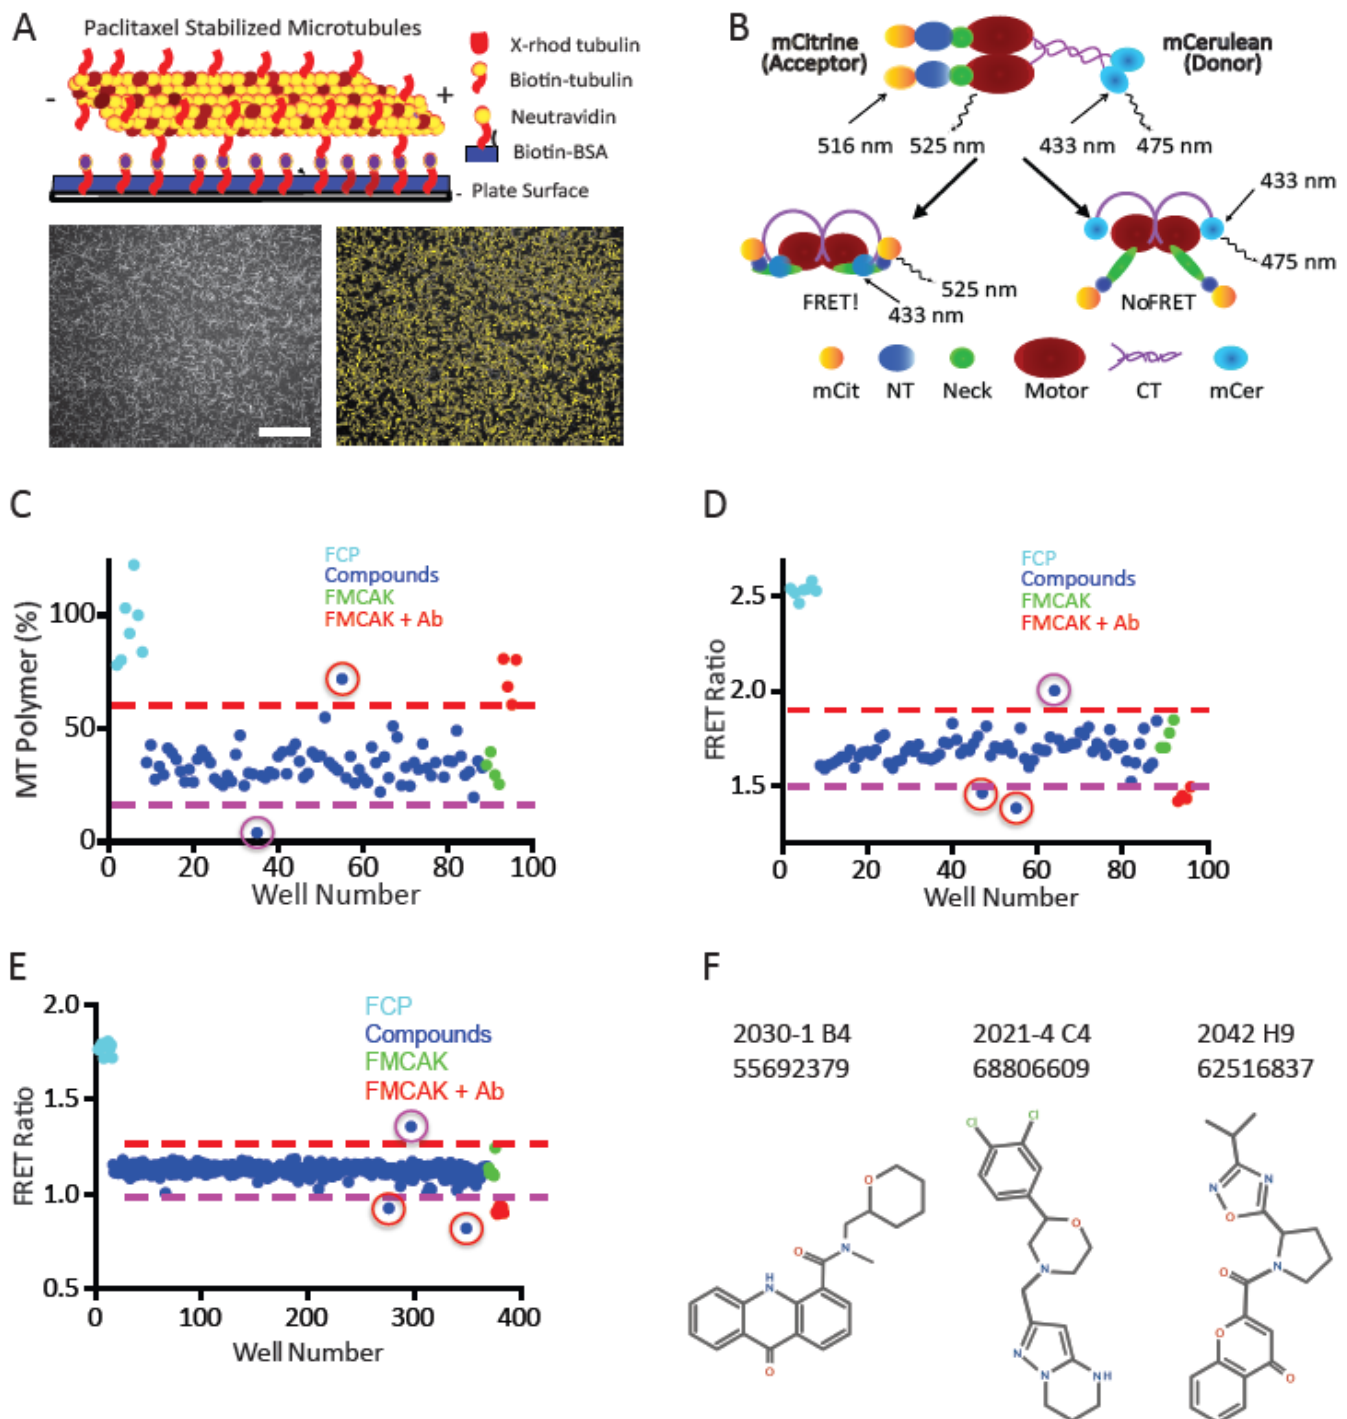 A
Paclitaxel Stabilized Microtubules
-
+
X-rhod tubulin
Biotin-tubulin
Neutravidin
Biotin-BSA
- Plate Surface
B
mCitrine
(Acceptor)
mCerulean
(Donor)
516 nm 525 nm 433 nm 475 nm
433 nm
475 nm
525 nm
433 nm
FRET!
NoFRET
mCit NT Neck Motor CT mCer
C
FCP
Compounds
FMCAK
FMCAK + Ab
MT Polymer (%)
100
50
0
0 20 40 60 80 100
Well Number
D
FCP
Compounds
FMCAK
FMCAK + Ab
FRET Ratio
2.5
2.0
1.5
0 20 40 60 80 100
Well Number
E
FCP
Compounds
FMCAK
FMCAK + Ab
FRET Ratio
2.0
1.5
1.0
0.5
0 100 200 300 400
Well Number
F
2030-1 B4
55692379
2021-4 C4
68806609
2042 H9
62516837
O
O
N
H
N
O
Cl
Cl
O
N
N
N
NH
N
N
O
N
O
O
O